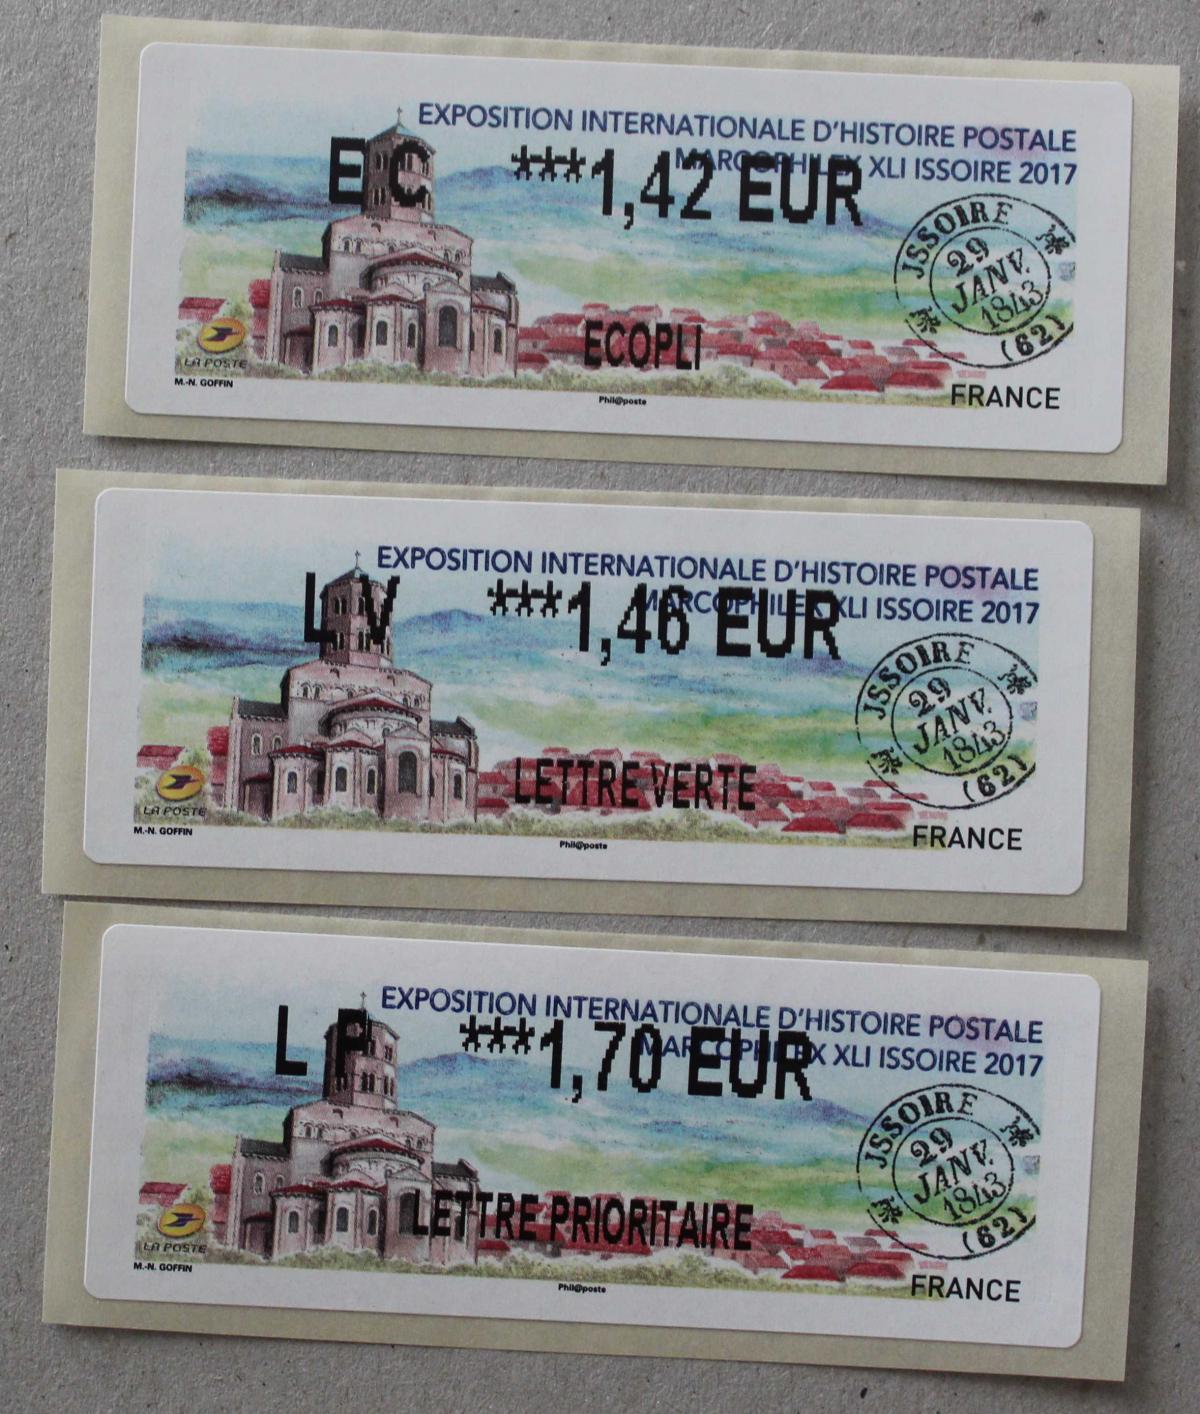 EXPOSITION INTERNATIONALE D'HISTOIRE POSTALE
MARCOPHILEX XLI ISSOIRE 2017
EC ***1,42 EUR
JSSOIRE
29
JANV.
1843
(62)
ECOPLI
LA POSTE
M.-N. GOFFIN
Phil@poste
FRANCE
EXPOSITION INTERNATIONALE D'HISTOIRE POSTALE
MARCOPHILEX XLI ISSOIRE 2017
LV ***1,46 EUR
JSSOIRE
29
JANV.
1843
(62)
LETTRE VERTE
LA POSTE
M.-N. GOFFIN
Phil@poste
FRANCE
EXPOSITION INTERNATIONALE D'HISTOIRE POSTALE
MARCOPHILEX XLI ISSOIRE 2017
LP ***1,70 EUR
JSSOIRE
29
JANV.
1843
(62)
LETTRE PRIORITAIRE
LA POSTE
M.-N. GOFFIN
Phil@poste
FRANCE